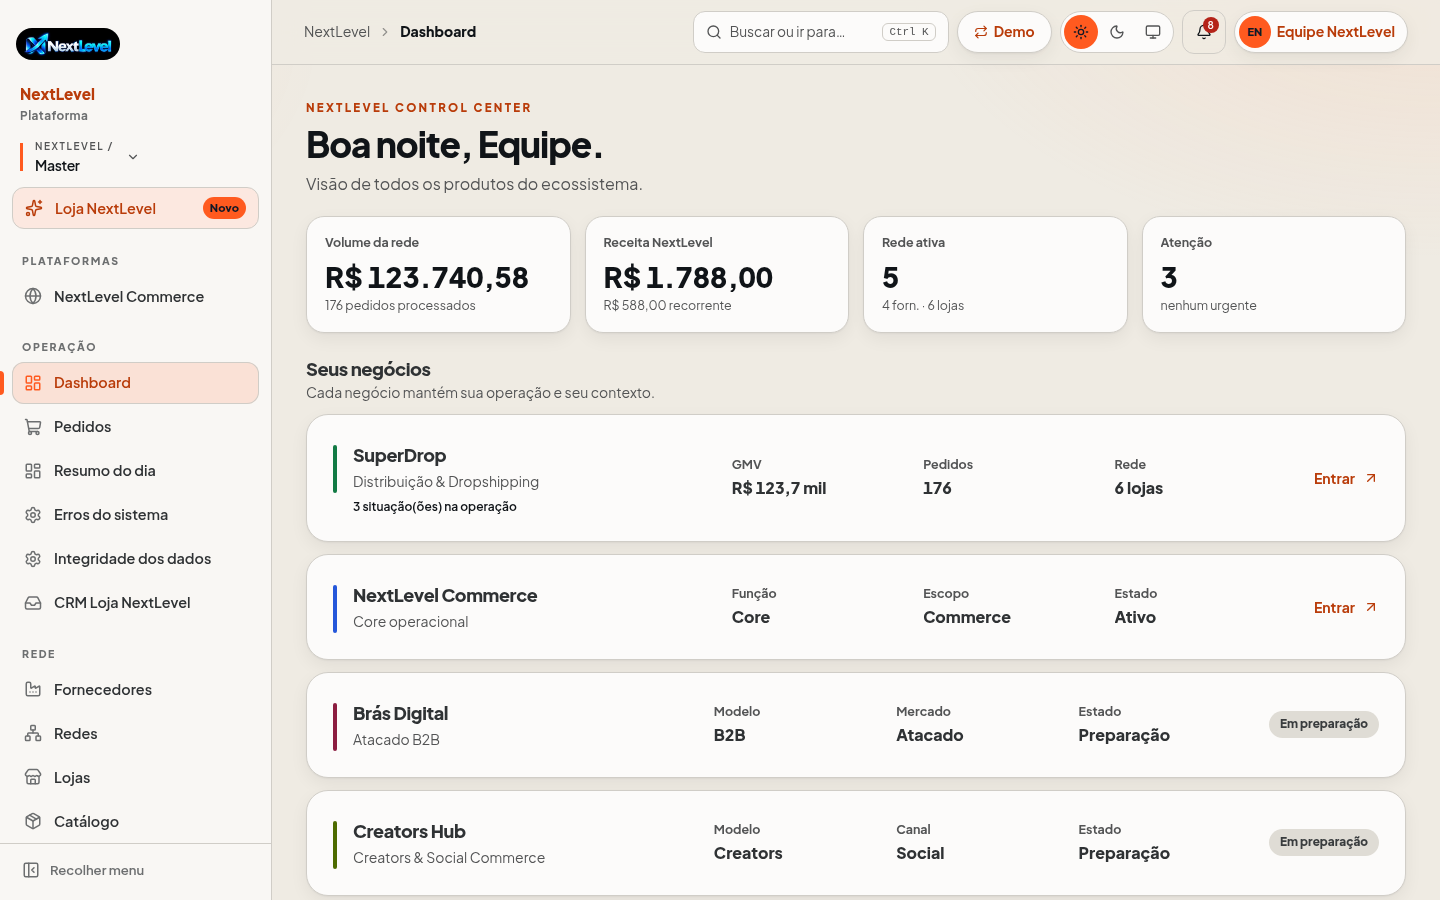 NextLevel
NextLevel
Plataforma
NEXTLEVEL /
Master
Loja NextLevel
Novo
PLATAFORMAS
NextLevel Commerce
OPERAÇÃO
Dashboard
Pedidos
Resumo do dia
Erros do sistema
Integridade dos dados
CRM Loja NextLevel
REDE
Fornecedores
Redes
Lojas
Catálogo
Recolher menu
NextLevel > Dashboard
Buscar ou ir para... Ctrl K
Demo
8
EN Equipe NextLevel
NEXTLEVEL CONTROL CENTER
Boa noite, Equipe.
Visão de todos os produtos do ecossistema.
Volume da rede
R$ 123.740,58
176 pedidos processados
Receita NextLevel
R$ 1.788,00
R$ 588,00 recorrente
Rede ativa
5
4 forn. · 6 lojas
Atenção
3
nenhum urgente
Seus negócios
Cada negócio mantém sua operação e seu contexto.
SuperDrop
Distribuição & Dropshipping
3 situação(ões) na operação
GMV
R$ 123,7 mil
Pedidos
176
Rede
6 lojas
Entrar
NextLevel Commerce
Core operacional
Função
Core
Escopo
Commerce
Estado
Ativo
Entrar
Brás Digital
Atacado B2B
Modelo
B2B
Mercado
Atacado
Estado
Preparação
Em preparação
Creators Hub
Creators & Social Commerce
Modelo
Creators
Canal
Social
Estado
Preparação
Em preparação